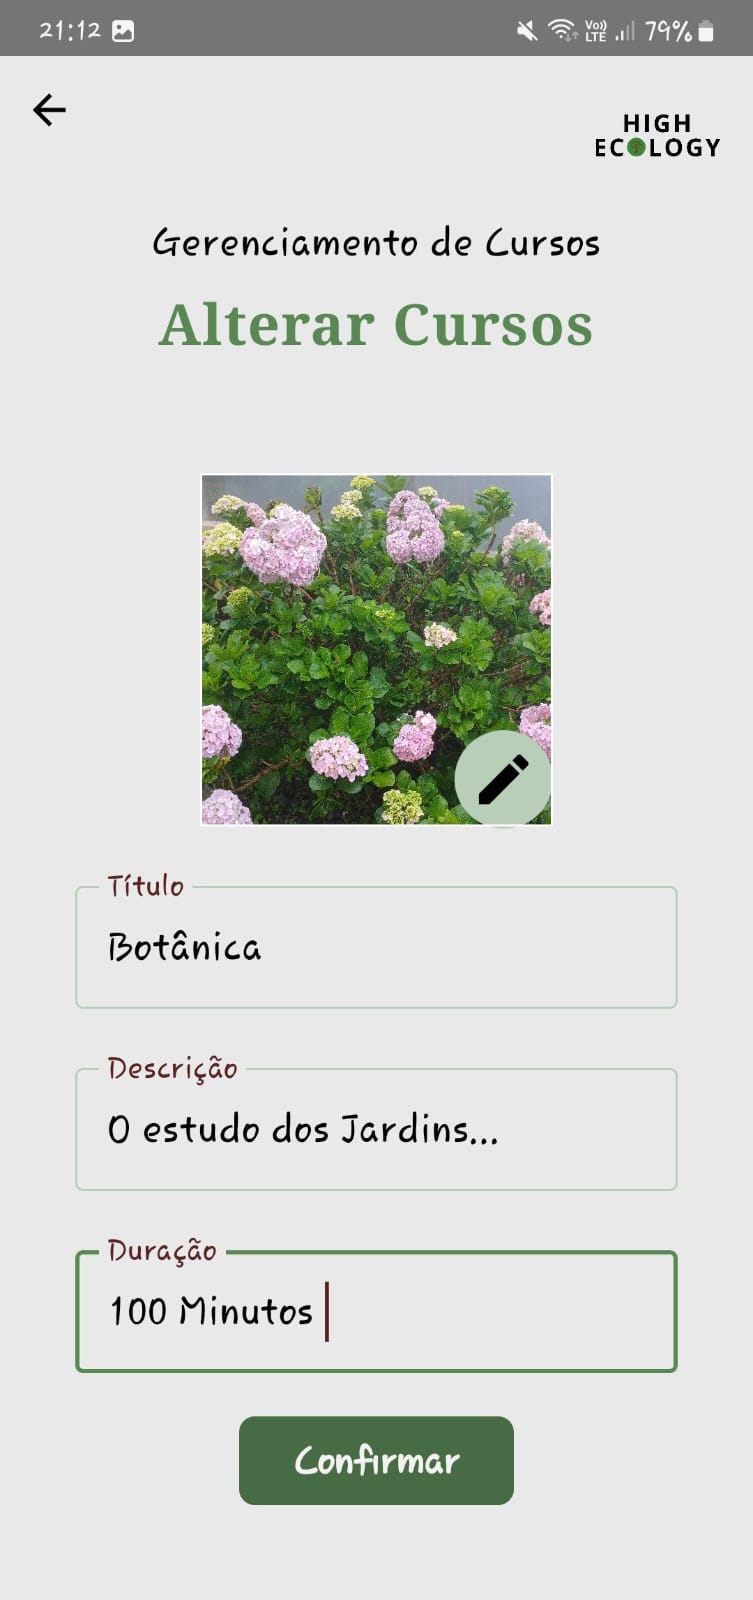 21:12
Vo)) LTE 79%
HIGH
ECOLOGY
Gerenciamento de Cursos
Alterar Cursos
Título
Botânica
Descrição
O estudo dos Jardins...
Duração
100 Minutos
Confirmar